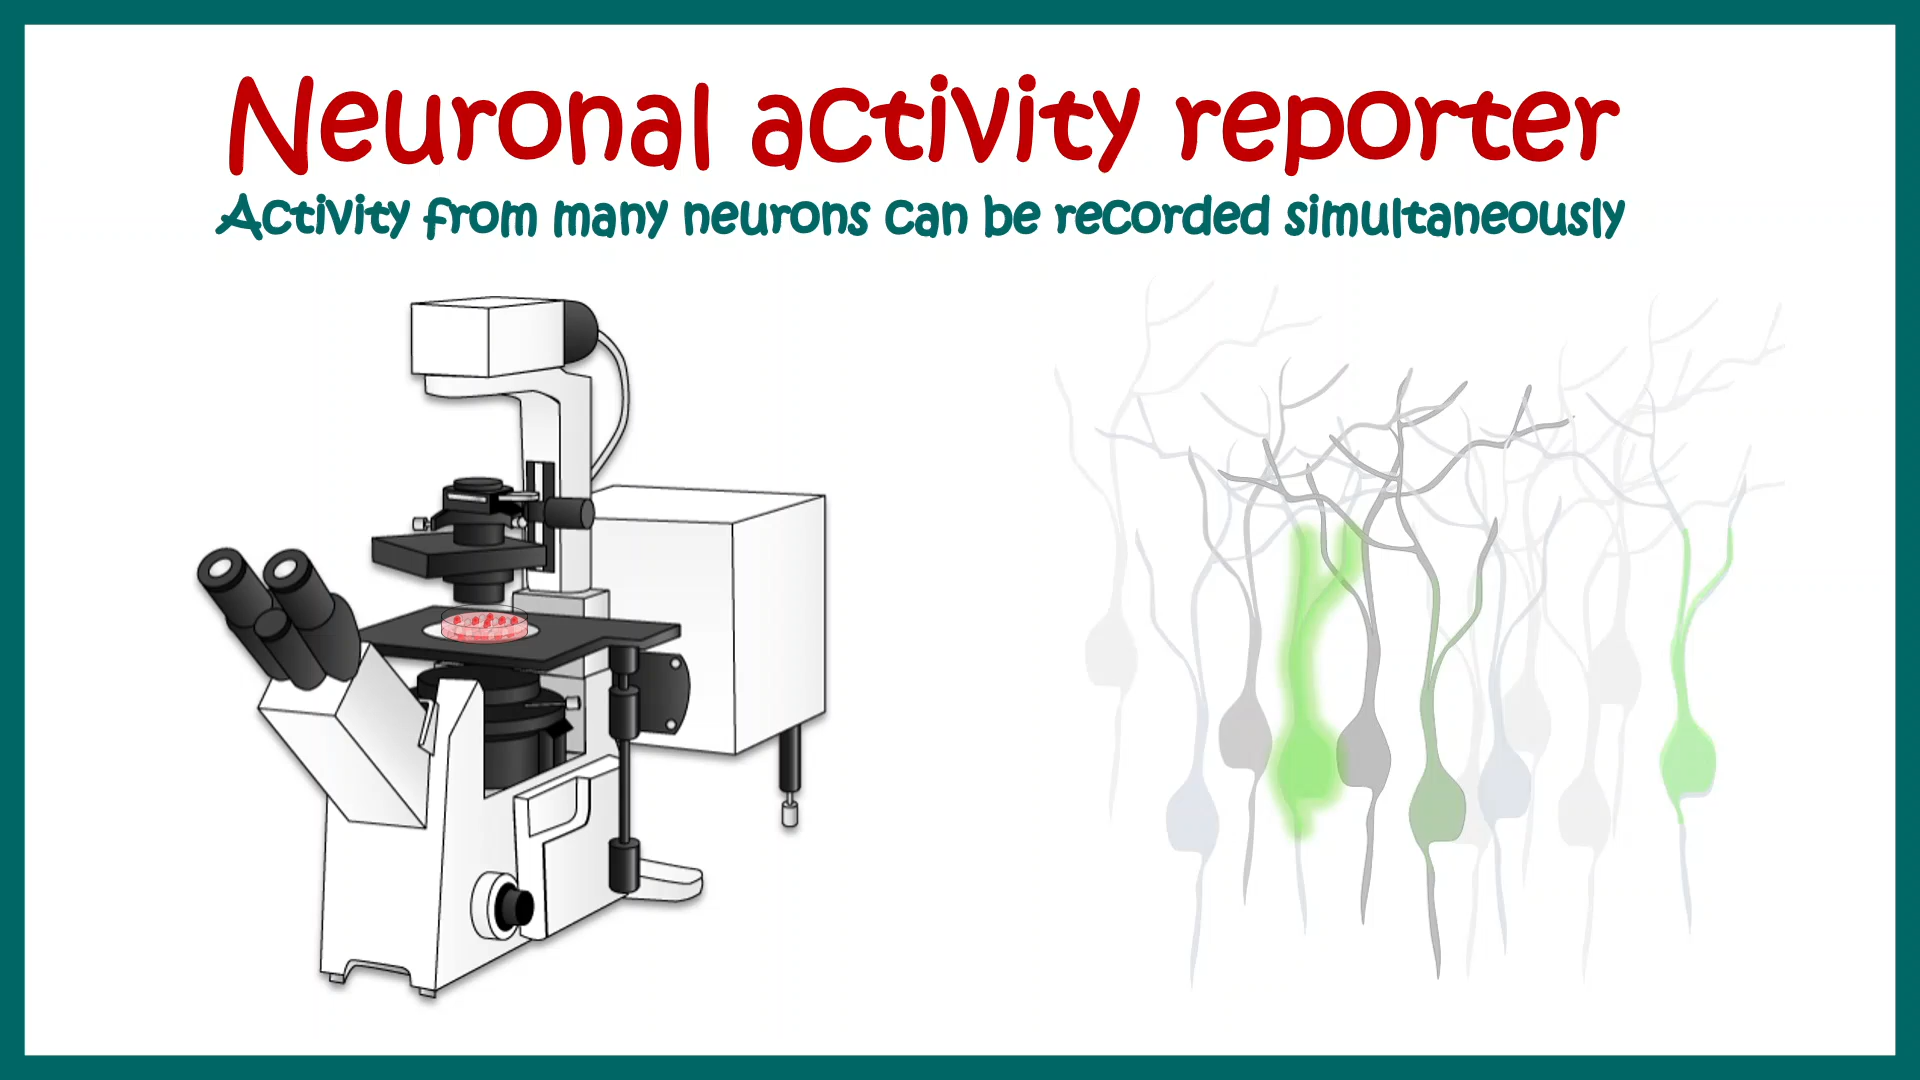 Neuronal activity reporter
Activity from many neurons can be recorded simultaneously